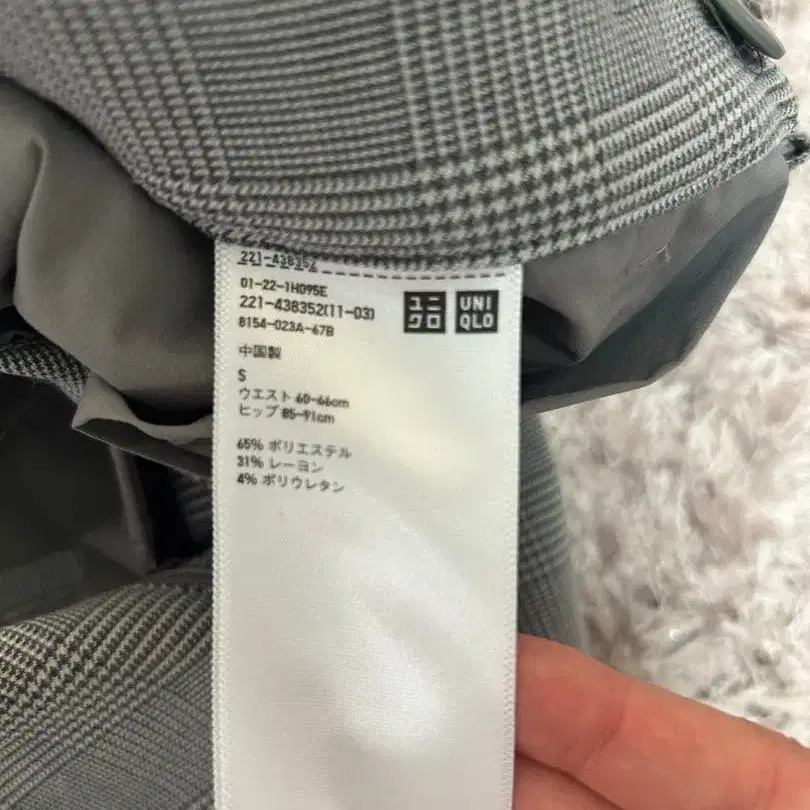 221-438352
01-22-1H095E
221-438352(11-03)
8154-023A-67B
ユニ
クロ
UNI
QLO
中国製
S
ウエスト 60-66cm
ヒップ 85-91cm
65% ポリエステル
31% レーヨン
4% ポリウレタン